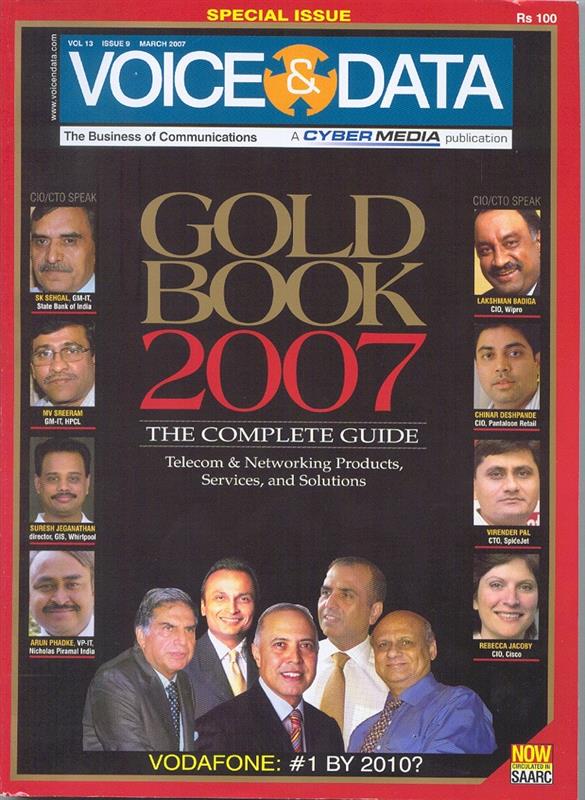 SPECIAL ISSUE
Rs 100
www.voicendata.com
VOL 13 ISSUE 9 MARCH 2007
VOICE & DATA
The Business of Communications
A CYBER MEDIA publication
CIO/CTO SPEAK
SK SEHGAL, GM-IT,
State Bank of India
MV SREERAM
GM-IT, HPCL
SURESH JEGANATHAN
director, GIS, Whirlpool
ARUN PHADKE, VP-IT,
Nicholas Piramal India
GOLD
BOOK
2007
THE COMPLETE GUIDE
Telecom & Networking Products,
Services, and Solutions
CIO/CTO SPEAK
LAKSHMAN BADIGA
CIO, Wipro
CHINAR DESHPANDE
CIO, Pantaloon Retail
VIRENDER PAL
CTO, SpiceJet
REBECCA JACOBY
CIO, Cisco
VODAFONE: #1 BY 2010?
NOW
CIRCULATED IN
SAARC